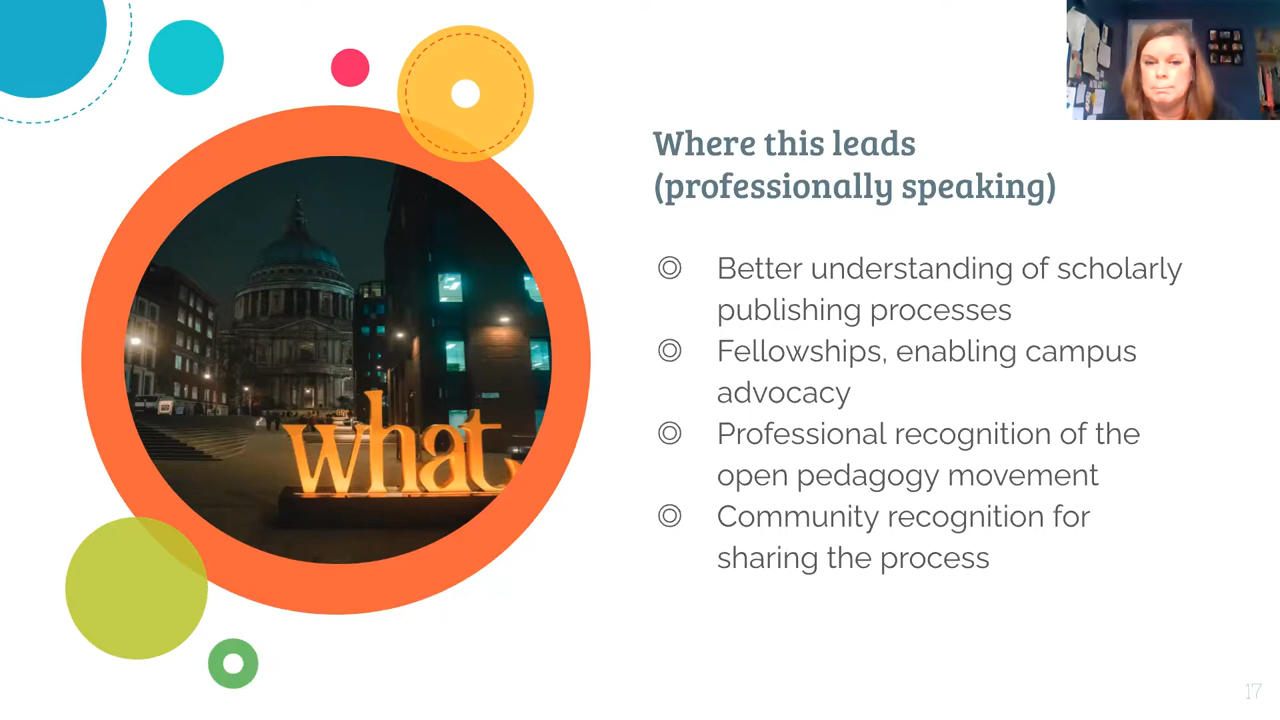 Where this leads
(professionally speaking)
◎ Better understanding of scholarly
publishing processes
◎ Fellowships, enabling campus
advocacy
◎ Professional recognition of the
open pedagogy movement
◎ Community recognition for
sharing the process
what
17